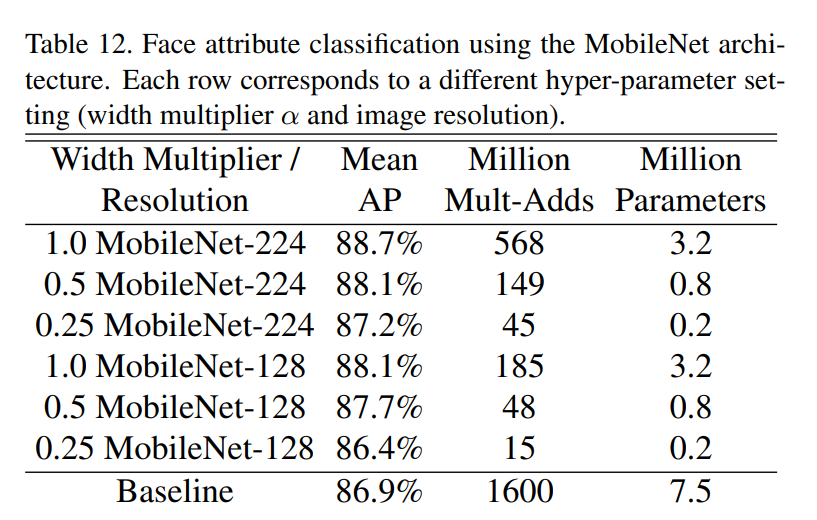 Table 12. Face attribute classification using the MobileNet archi-
tecture. Each row corresponds to a different hyper-parameter set-
ting (width multiplier α and image resolution).
Width Multiplier / Mean Million Million
Resolution AP Mult-Adds Parameters
1.0 MobileNet-224 88.7% 568 3.2
0.5 MobileNet-224 88.1% 149 0.8
0.25 MobileNet-224 87.2% 45 0.2
1.0 MobileNet-128 88.1% 185 3.2
0.5 MobileNet-128 87.7% 48 0.8
0.25 MobileNet-128 86.4% 15 0.2
Baseline 86.9% 1600 7.5